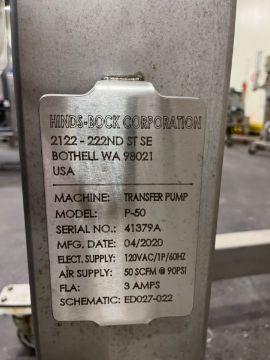 HINDS-BOCK CORPORATION
2122 - 222ND ST SE
BOTHELL WA 98021
USA
MACHINE: TRANSFER PUMP
MODEL: P-50
SERIAL NO.: 41379A
MFG. DATE: 04/2020
ELECT. SUPPLY: 120VAC/1P/60HZ
AIR SUPPLY: 50 SCFM @ 90PSI
FLA: 3 AMPS
SCHEMATIC: ED027-022